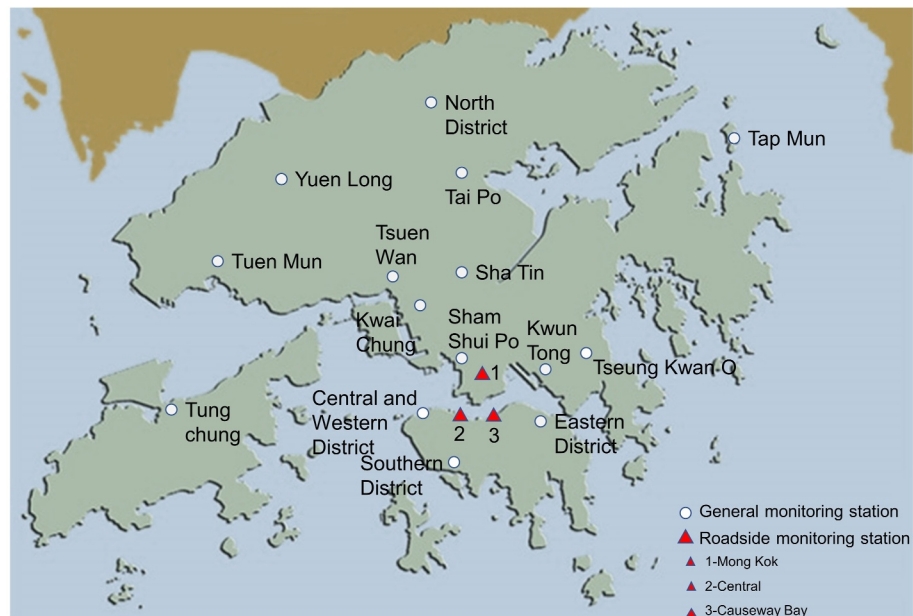 North
District
Tap Mun
Yuen Long
Tai Po
Tsuen
Wan
Tuen Mun
Sha Tin
Kwai
Chung
Sham
Shui Po
Kwun
Tong
1
Tseung Kwan O
Tung
chung
Central and
Western
District
2
3
Eastern
District
Southern
District
General monitoring station
Roadside monitoring station
1-Mong Kok
2-Central
3-Causeway Bay